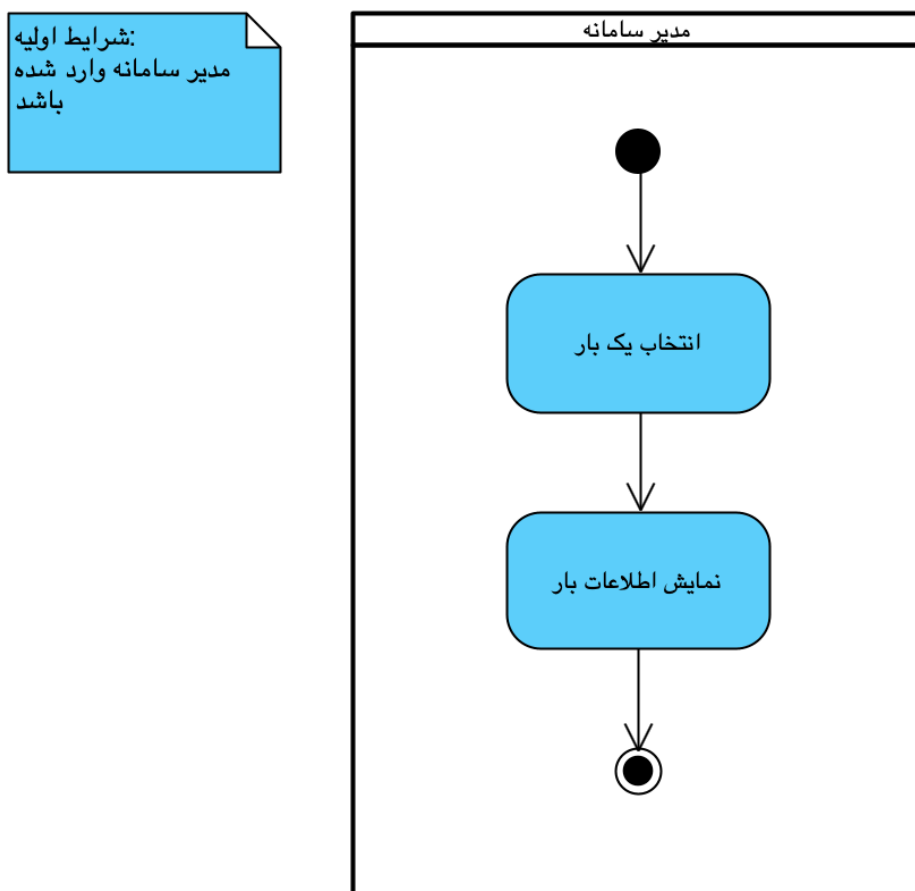 شرایط اولیه:
مدیر سامانه وارد شده
باشد
مدیر سامانه
انتخاب یک بار
نمایش اطلاعات بار